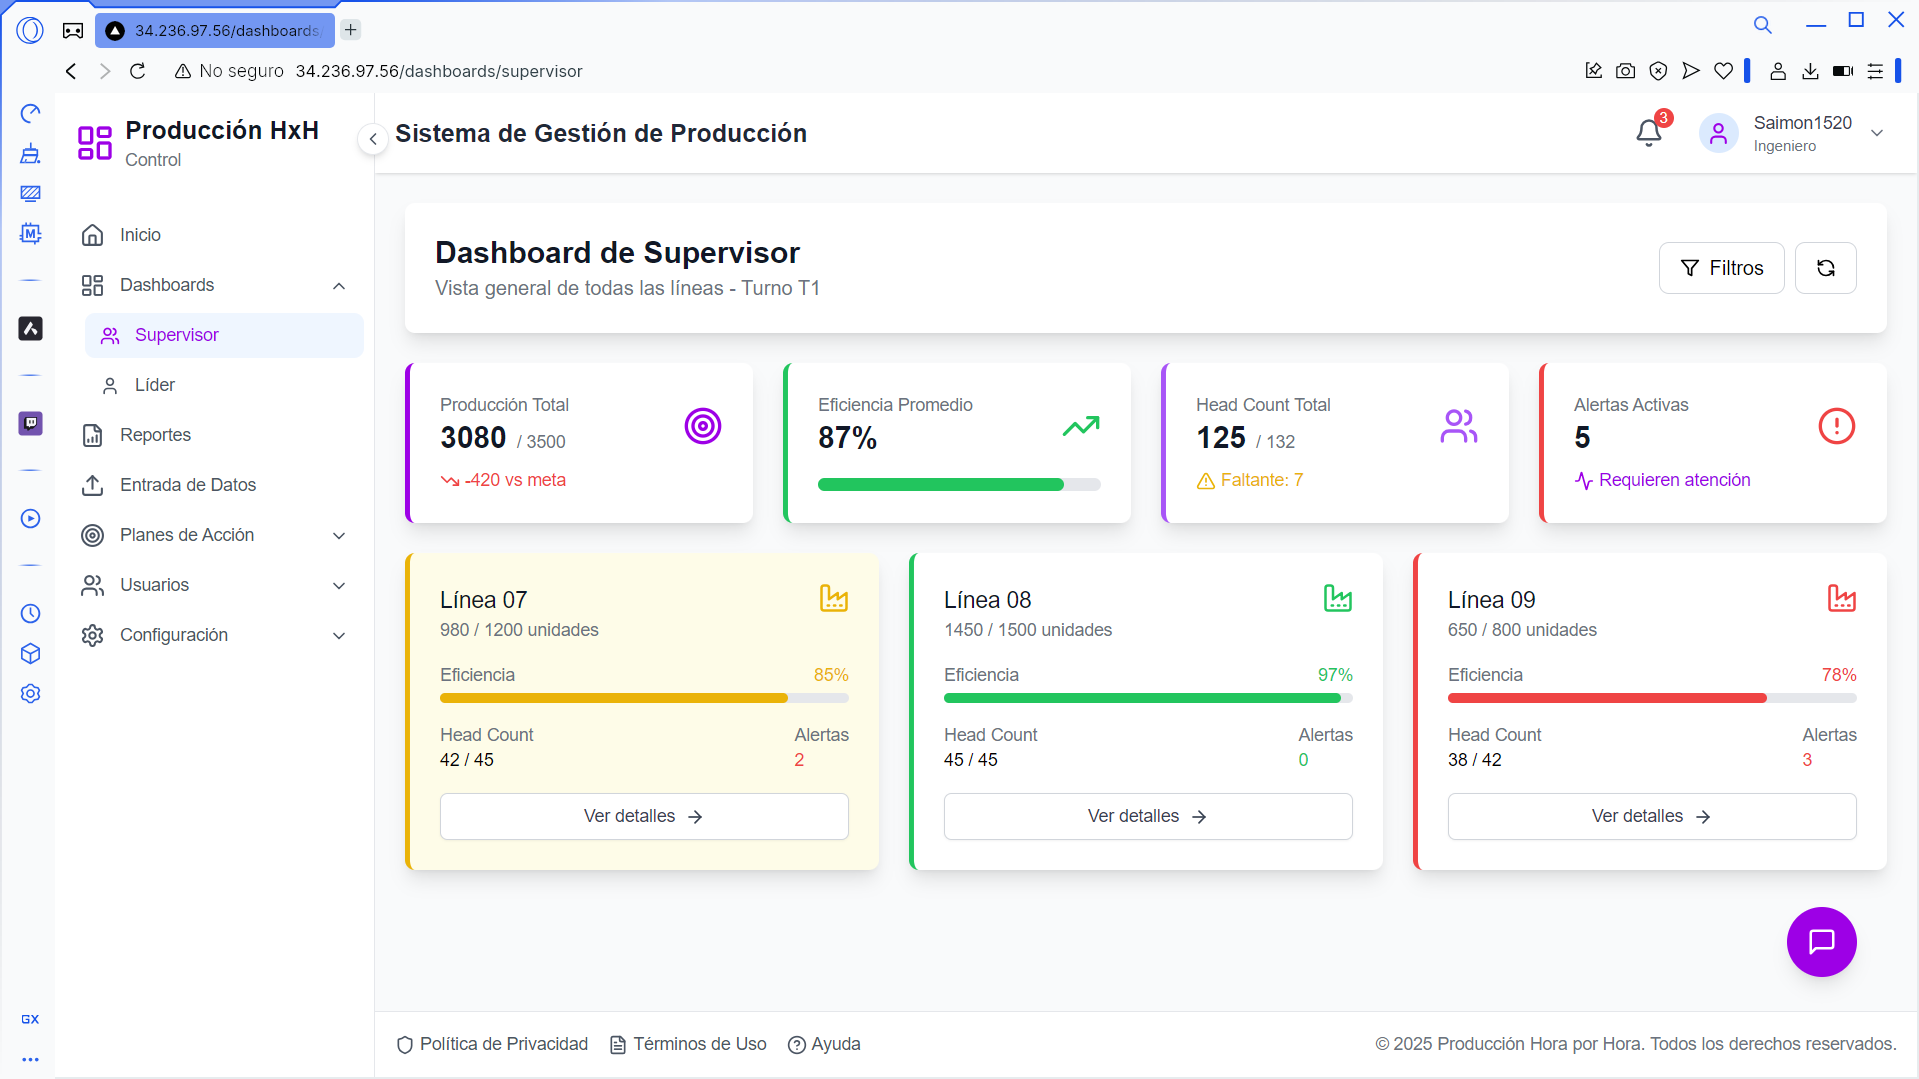 34.236.97.56/dashboards/
No seguro 34.236.97.56/dashboards/supervisor
Producción HxH
Control
Sistema de Gestión de Producción
3
Saimon1520
Ingeniero
Inicio
Dashboards
Supervisor
Líder
Reportes
Entrada de Datos
Planes de Acción
Usuarios
Configuración
M
GX
Dashboard de Supervisor
Vista general de todas las líneas - Turno T1
Filtros
Producción Total
3080 / 3500
-420 vs meta
Eficiencia Promedio
87%
Head Count Total
125 / 132
Faltante: 7
Alertas Activas
5
Requieren atención
Línea 07
980 / 1200 unidades
Eficiencia 85%
Head Count Alertas
42 / 45 2
Ver detalles
Línea 08
1450 / 1500 unidades
Eficiencia 97%
Head Count Alertas
45 / 45 0
Ver detalles
Línea 09
650 / 800 unidades
Eficiencia 78%
Head Count Alertas
38 / 42 3
Ver detalles
Política de Privacidad Términos de Uso Ayuda
© 2025 Producción Hora por Hora. Todos los derechos reservados.